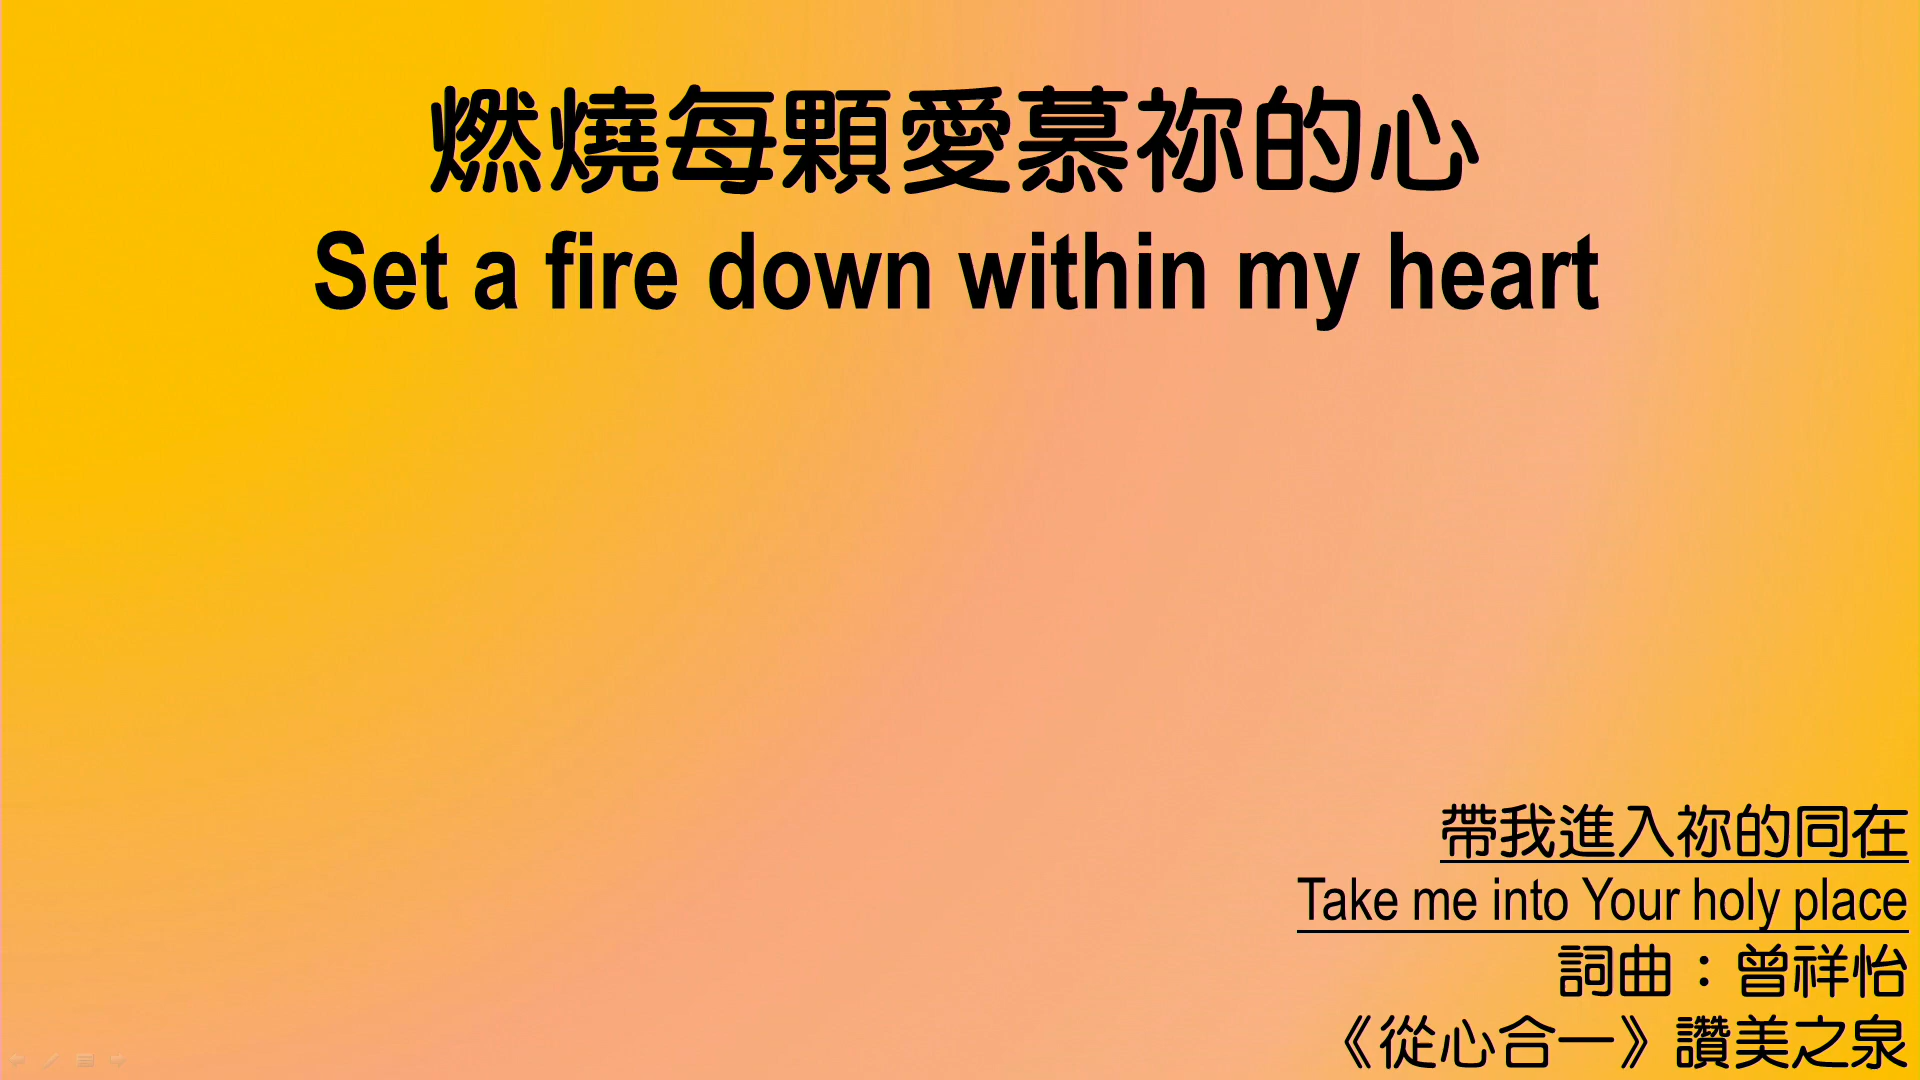 燃燒每顆愛慕祢的心
Set a fire down within my heart
帶我進入祢的同在
Take me into Your holy place
詞曲：曾祥怡
《從心合一》讚美之泉